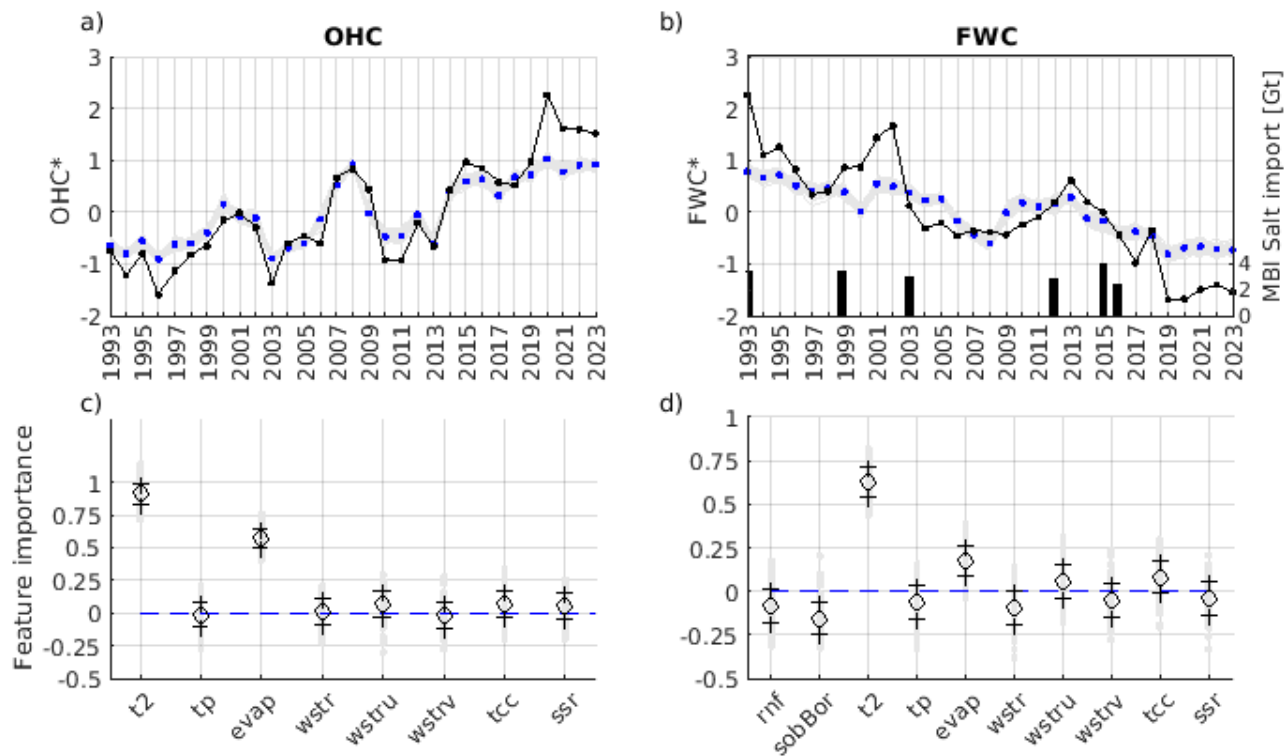 a)
OHC
3
2
1
0
-1
-2
OHC*
1993
1995
1997
1999
2001
2003
2005
2007
2009
2011
2013
2015
2017
2019
2021
2023
b)
FWC
3
2
1
0
-1
-2
FWC*
4
2
0
MBI Salt import [Gt]
1993
1995
1997
1999
2001
2003
2005
2007
2009
2011
2013
2015
2017
2019
2021
2023
c)
1
0.75
0.5
0.25
0
-0.25
-0.5
Feature importance
t2
tp
evap
wstr
wstru
wstrv
tcc
ssr
d)
1
0.75
0.5
0.25
0
-0.25
-0.5
rnf
sobBor
t2
tp
evap
wstr
wstru
wstrv
tcc
ssr